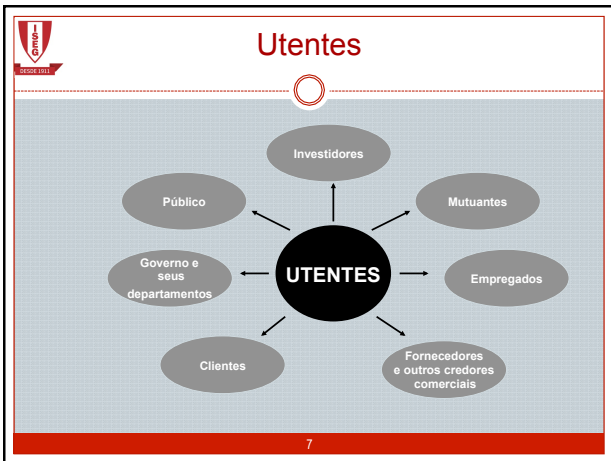 ISEG
DESDE 1911
Utentes
Investidores
Público
Mutuantes
Governo e
seus
departamentos
UTENTES
Empregados
Clientes
Fornecedores
e outros credores
comerciais
7